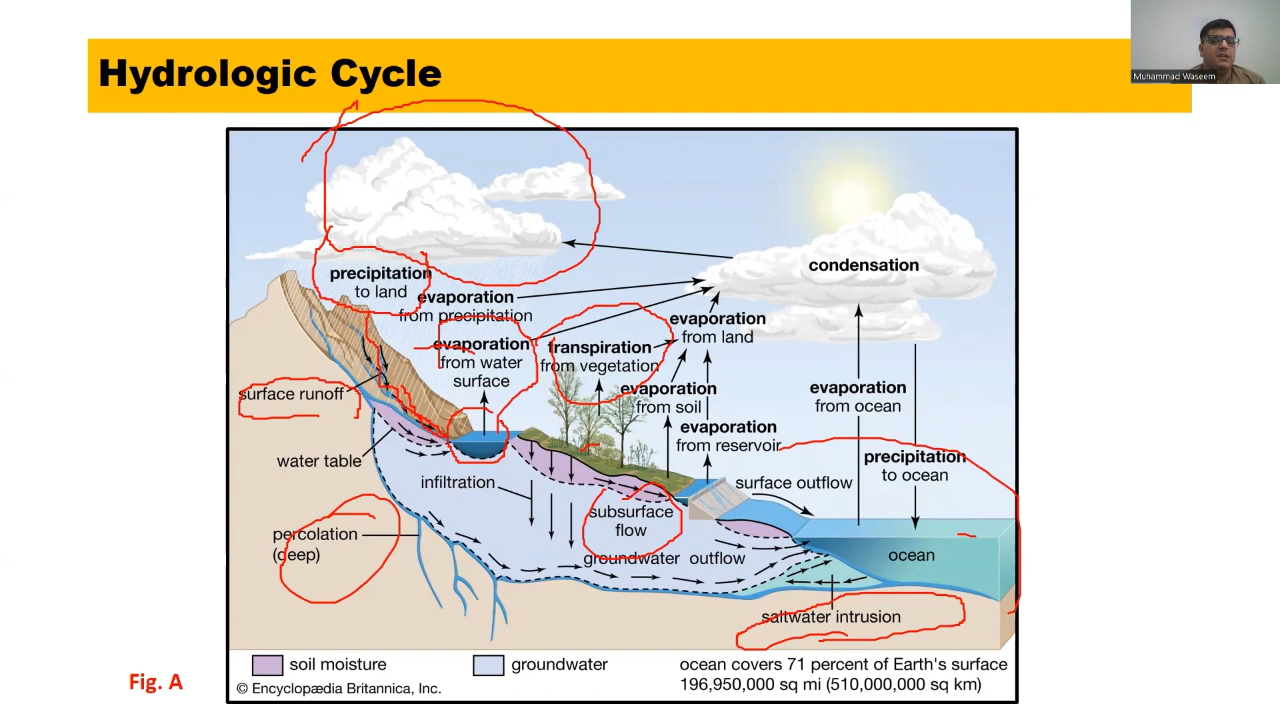 Hydrologic Cycle
Muhammad Waseem
condensation
precipitation
to land
evaporation
from precipitation
evaporation
from land
evaporation
from water
surface
transpiration
from vegetation
surface runoff
evaporation
from soil
evaporation
from ocean
evaporation
from reservoir
precipitation
to ocean
water table
infiltration
surface outflow
subsurface
flow
percolation
(deep)
groundwater outflow
ocean
saltwater intrusion
soil moisture
groundwater
ocean covers 71 percent of Earth's surface
196,950,000 sq mi (510,000,000 sq km)
© Encyclopædia Britannica, Inc.
Fig. A